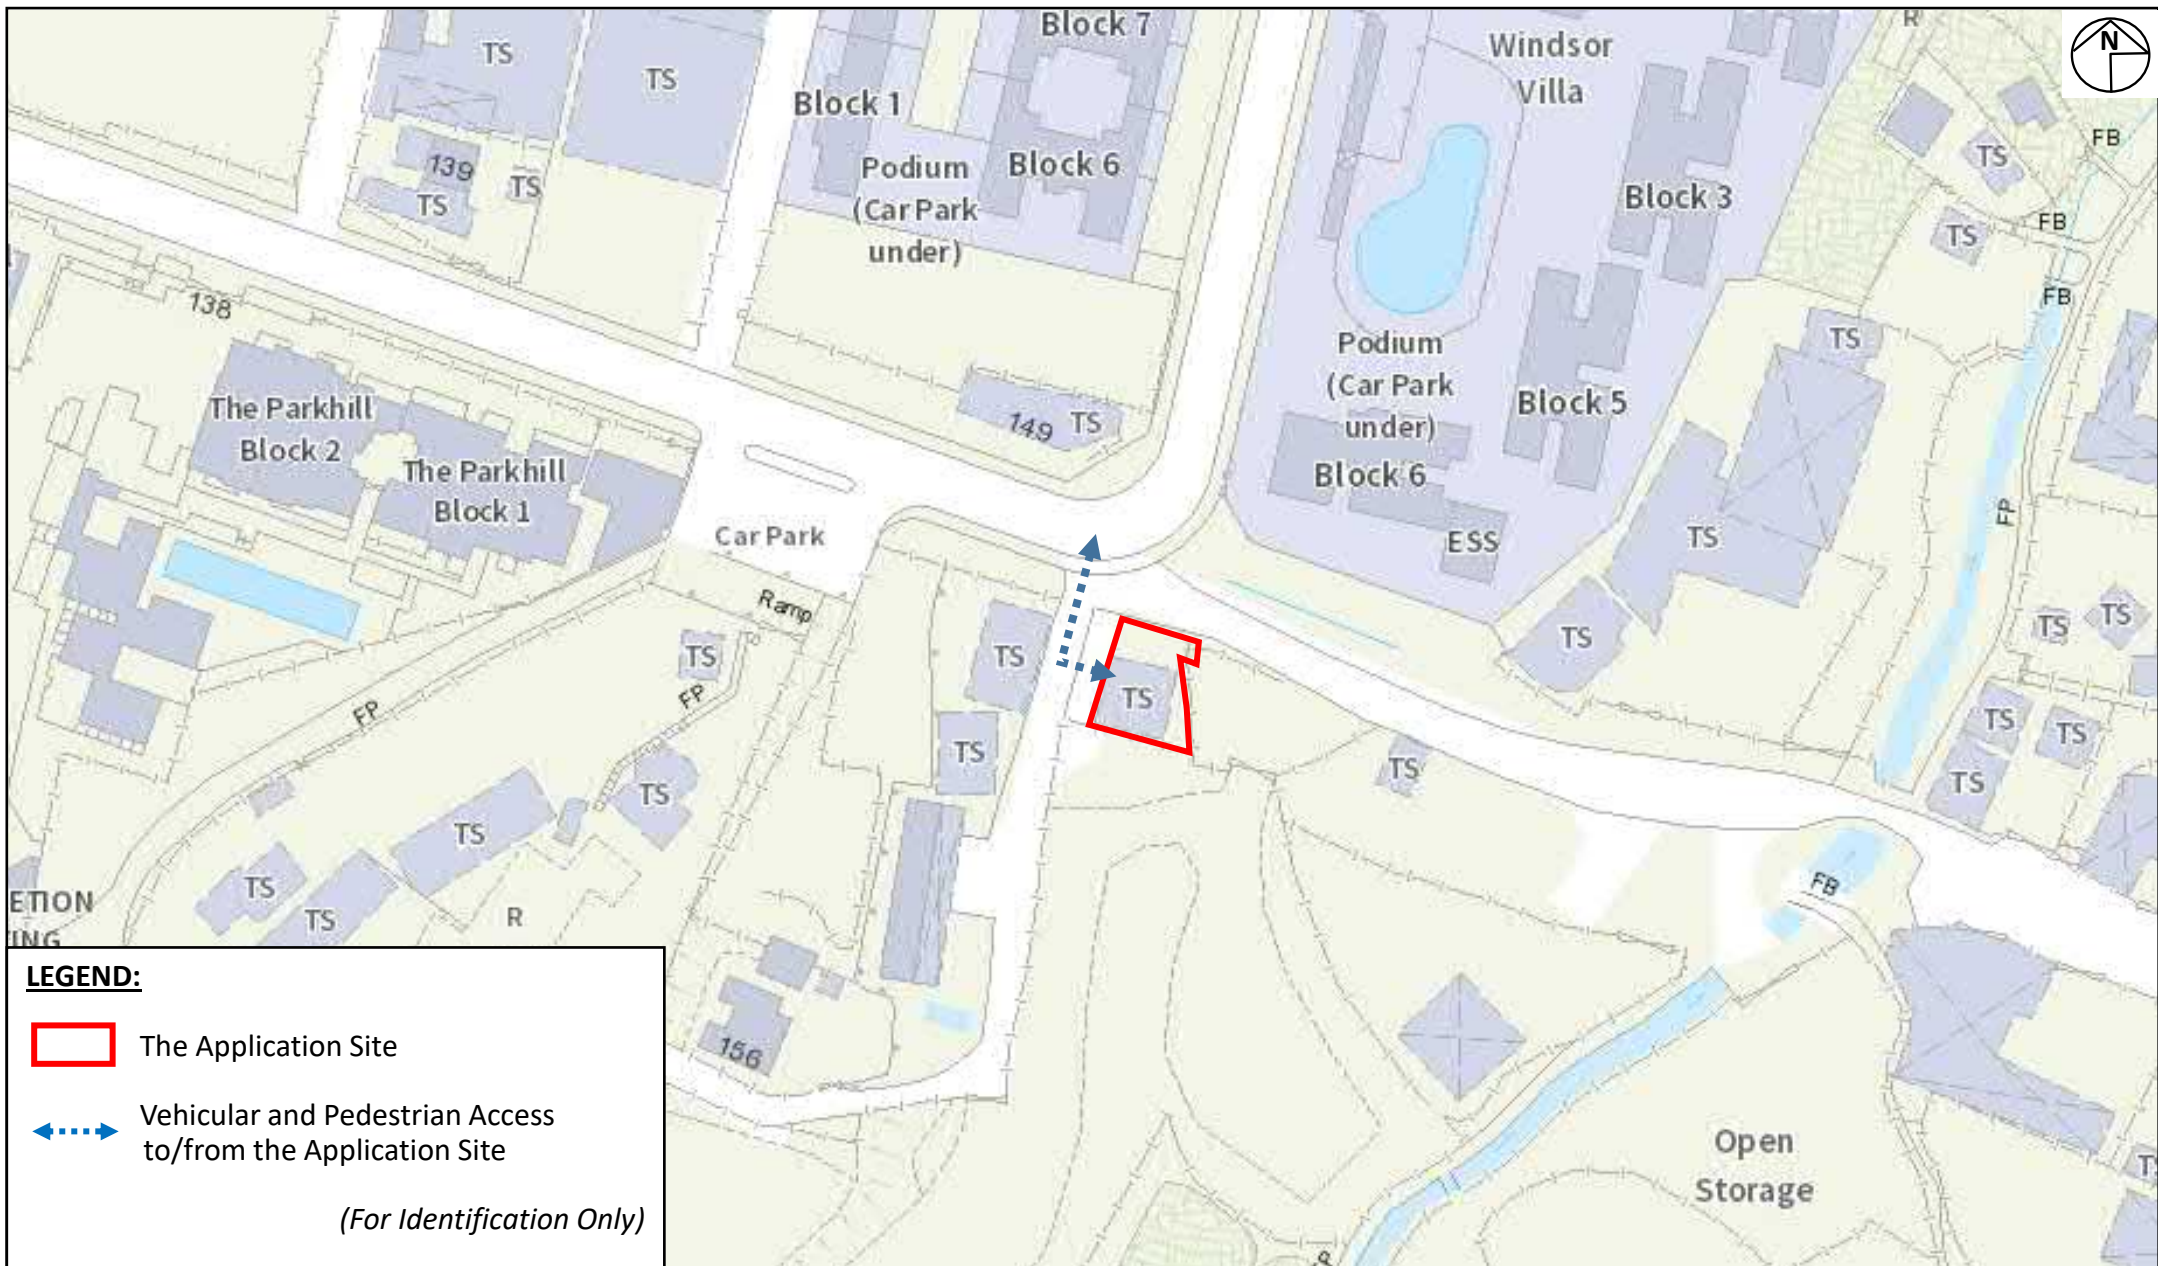 Block 7
R
Windsor
Villa
N
TS
TS
Block 1
FB
139
TS
TS
Podium
(Car Park
under)
Block 6
Block 3
TS
FB
TS
FB
138
TS
Podium
(Car Park
under)
The Parkhill
Block 2
The Parkhill
Block 1
149
TS
Block 5
Block 6
ESS
FP
TS
Car Park
Ramp
TS
TS
TS
TS
TS
TS
FP
FP
TS
TS
TS
TS
TS
TS
TS
TS
TS
TS
TS
R
FB
ETION
ING
LEGEND:
The Application Site
Vehicular and Pedestrian Access
to/from the Application Site
(For Identification Only)
156
Open
Storage
FP